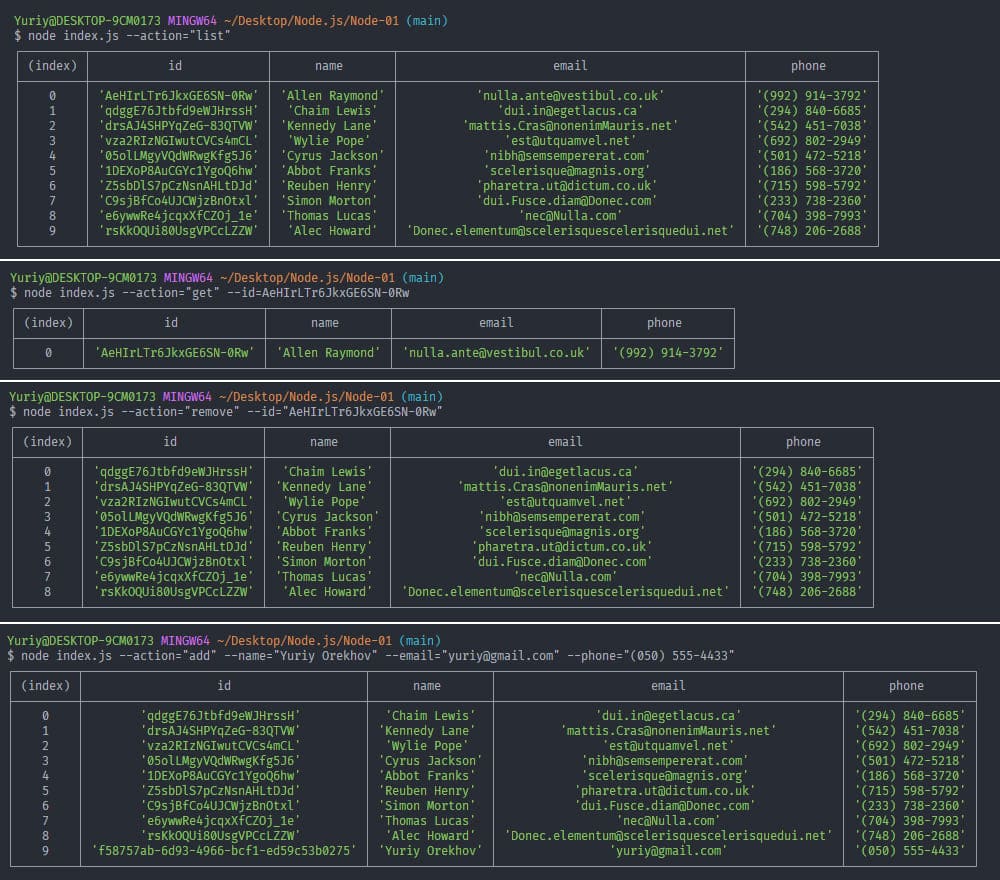 Yuriy@DESKTOP-9CM0173 MINGW64 ~/Desktop/Node.js/Node-01 (main)
$ node index.js --action="list"
(index) id name email phone
0 'AeHIrLTr6JkxGE6SN-0Rw' 'Allen Raymond' 'nulla.ante@vestibul.co.uk' '(992) 914-3792'
1 'qdggE76Jtbfd9eWJHrssH' 'Chaim Lewis' 'dui.in@egetlacus.ca' '(294) 840-6685'
2 'drsAJ4SHPYqZeG-83QTVW' 'Kennedy Lane' 'mattis.Cras@nonenimMauris.net' '(542) 451-7038'
3 'vza2RIzNGIwutCVCs4mCL' 'Wylie Pope' 'est@utquamvel.net' '(692) 802-2949'
4 '05olLMgyVQdWRwgKfg5J6' 'Cyrus Jackson' 'nibh@semsempererat.com' '(501) 472-5218'
5 '1DEXoP8AuCGYc1YgoQ6hw' 'Abbot Franks' 'scelerisque@magnis.org' '(186) 568-3720'
6 'Z5sbDlS7pCzNsnAHLtDJd' 'Reuben Henry' 'pharetra.ut@dictum.co.uk' '(715) 598-5792'
7 'C9sjBfCo4UJCWjzBnOtxl' 'Simon Morton' 'dui.Fusce.diam@Donec.com' '(233) 738-2360'
8 'e6ywwRe4jcqxXfCZOj_1e' 'Thomas Lucas' 'nec@Nulla.com' '(704) 398-7993'
9 'rsKkOQUi80UsgVPCcLZZW' 'Alec Howard' 'Donec.elementum@scelerisquescelerisquedui.net' '(748) 206-2688'
Yuriy@DESKTOP-9CM0173 MINGW64 ~/Desktop/Node.js/Node-01 (main)
$ node index.js --action="get" --id=AeHIrLTr6JkxGE6SN-0Rw
(index) id name email phone
0 'AeHIrLTr6JkxGE6SN-0Rw' 'Allen Raymond' 'nulla.ante@vestibul.co.uk' '(992) 914-3792'
Yuriy@DESKTOP-9CM0173 MINGW64 ~/Desktop/Node.js/Node-01 (main)
$ node index.js --action="remove" --id="AeHIrLTr6JkxGE6SN-0Rw"
(index) id name email phone
0 'qdggE76Jtbfd9eWJHrssH' 'Chaim Lewis' 'dui.in@egetlacus.ca' '(294) 840-6685'
1 'drsAJ4SHPYqZeG-83QTVW' 'Kennedy Lane' 'mattis.Cras@nonenimMauris.net' '(542) 451-7038'
2 'vza2RIzNGIwutCVCs4mCL' 'Wylie Pope' 'est@utquamvel.net' '(692) 802-2949'
3 '05olLMgyVQdWRwgKfg5J6' 'Cyrus Jackson' 'nibh@semsempererat.com' '(501) 472-5218'
4 '1DEXoP8AuCGYc1YgoQ6hw' 'Abbot Franks' 'scelerisque@magnis.org' '(186) 568-3720'
5 'Z5sbDlS7pCzNsnAHLtDJd' 'Reuben Henry' 'pharetra.ut@dictum.co.uk' '(715) 598-5792'
6 'C9sjBfCo4UJCWjzBnOtxl' 'Simon Morton' 'dui.Fusce.diam@Donec.com' '(233) 738-2360'
7 'e6ywwRe4jcqxXfCZOj_1e' 'Thomas Lucas' 'nec@Nulla.com' '(704) 398-7993'
8 'rsKkOQUi80UsgVPCcLZZW' 'Alec Howard' 'Donec.elementum@scelerisquescelerisquedui.net' '(748) 206-2688'
Yuriy@DESKTOP-9CM0173 MINGW64 ~/Desktop/Node.js/Node-01 (main)
$ node index.js --action="add" --name="Yuriy Orekhov" --email="yuriy@gmail.com" --phone="(050) 555-4433"
(index) id name email phone
0 'qdggE76Jtbfd9eWJHrssH' 'Chaim Lewis' 'dui.in@egetlacus.ca' '(294) 840-6685'
1 'drsAJ4SHPYqZeG-83QTVW' 'Kennedy Lane' 'mattis.Cras@nonenimMauris.net' '(542) 451-7038'
2 'vza2RIzNGIwutCVCs4mCL' 'Wylie Pope' 'est@utquamvel.net' '(692) 802-2949'
3 '05olLMgyVQdWRwgKfg5J6' 'Cyrus Jackson' 'nibh@semsempererat.com' '(501) 472-5218'
4 '1DEXoP8AuCGYc1YgoQ6hw' 'Abbot Franks' 'scelerisque@magnis.org' '(186) 568-3720'
5 'Z5sbDlS7pCzNsnAHLtDJd' 'Reuben Henry' 'pharetra.ut@dictum.co.uk' '(715) 598-5792'
6 'C9sjBfCo4UJCWjzBnOtxl' 'Simon Morton' 'dui.Fusce.diam@Donec.com' '(233) 738-2360'
7 'e6ywwRe4jcqxXfCZOj_1e' 'Thomas Lucas' 'nec@Nulla.com' '(704) 398-7993'
8 'rsKkOQUi80UsgVPCcLZZW' 'Alec Howard' 'Donec.elementum@scelerisquescelerisquedui.net' '(748) 206-2688'
9 'f58757ab-6d93-4966-bcf1-ed59c53b0275' 'Yuriy Orekhov' 'yuriy@gmail.com' '(050) 555-4433'